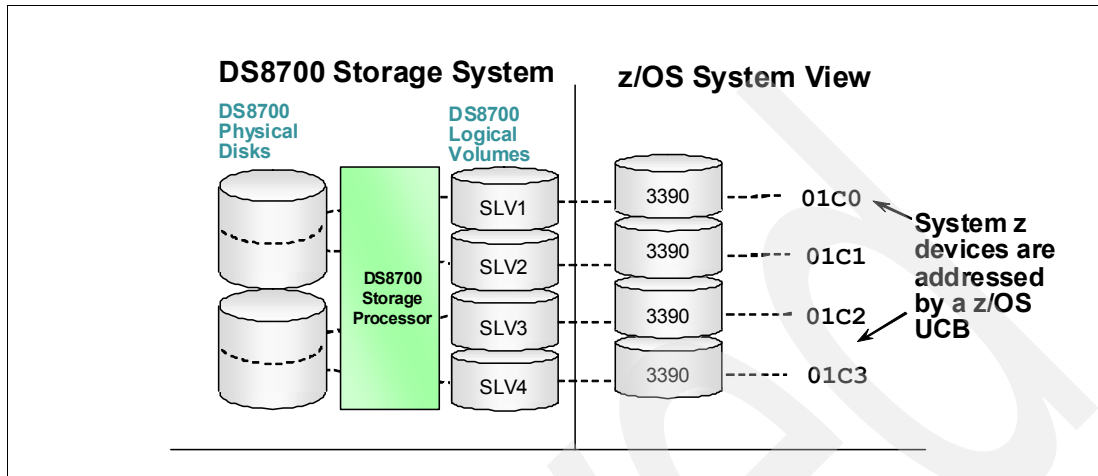 DS8700 Storage System
z/OS System View
DS8700
Physical
Disks
DS8700
Logical
Volumes
DS8700
Storage
Processor
SLV1
SLV2
SLV3
SLV4
3390
3390
3390
3390
01C0
01C1
01C2
01C3
System z
devices are
addressed
by a z/OS
UCB